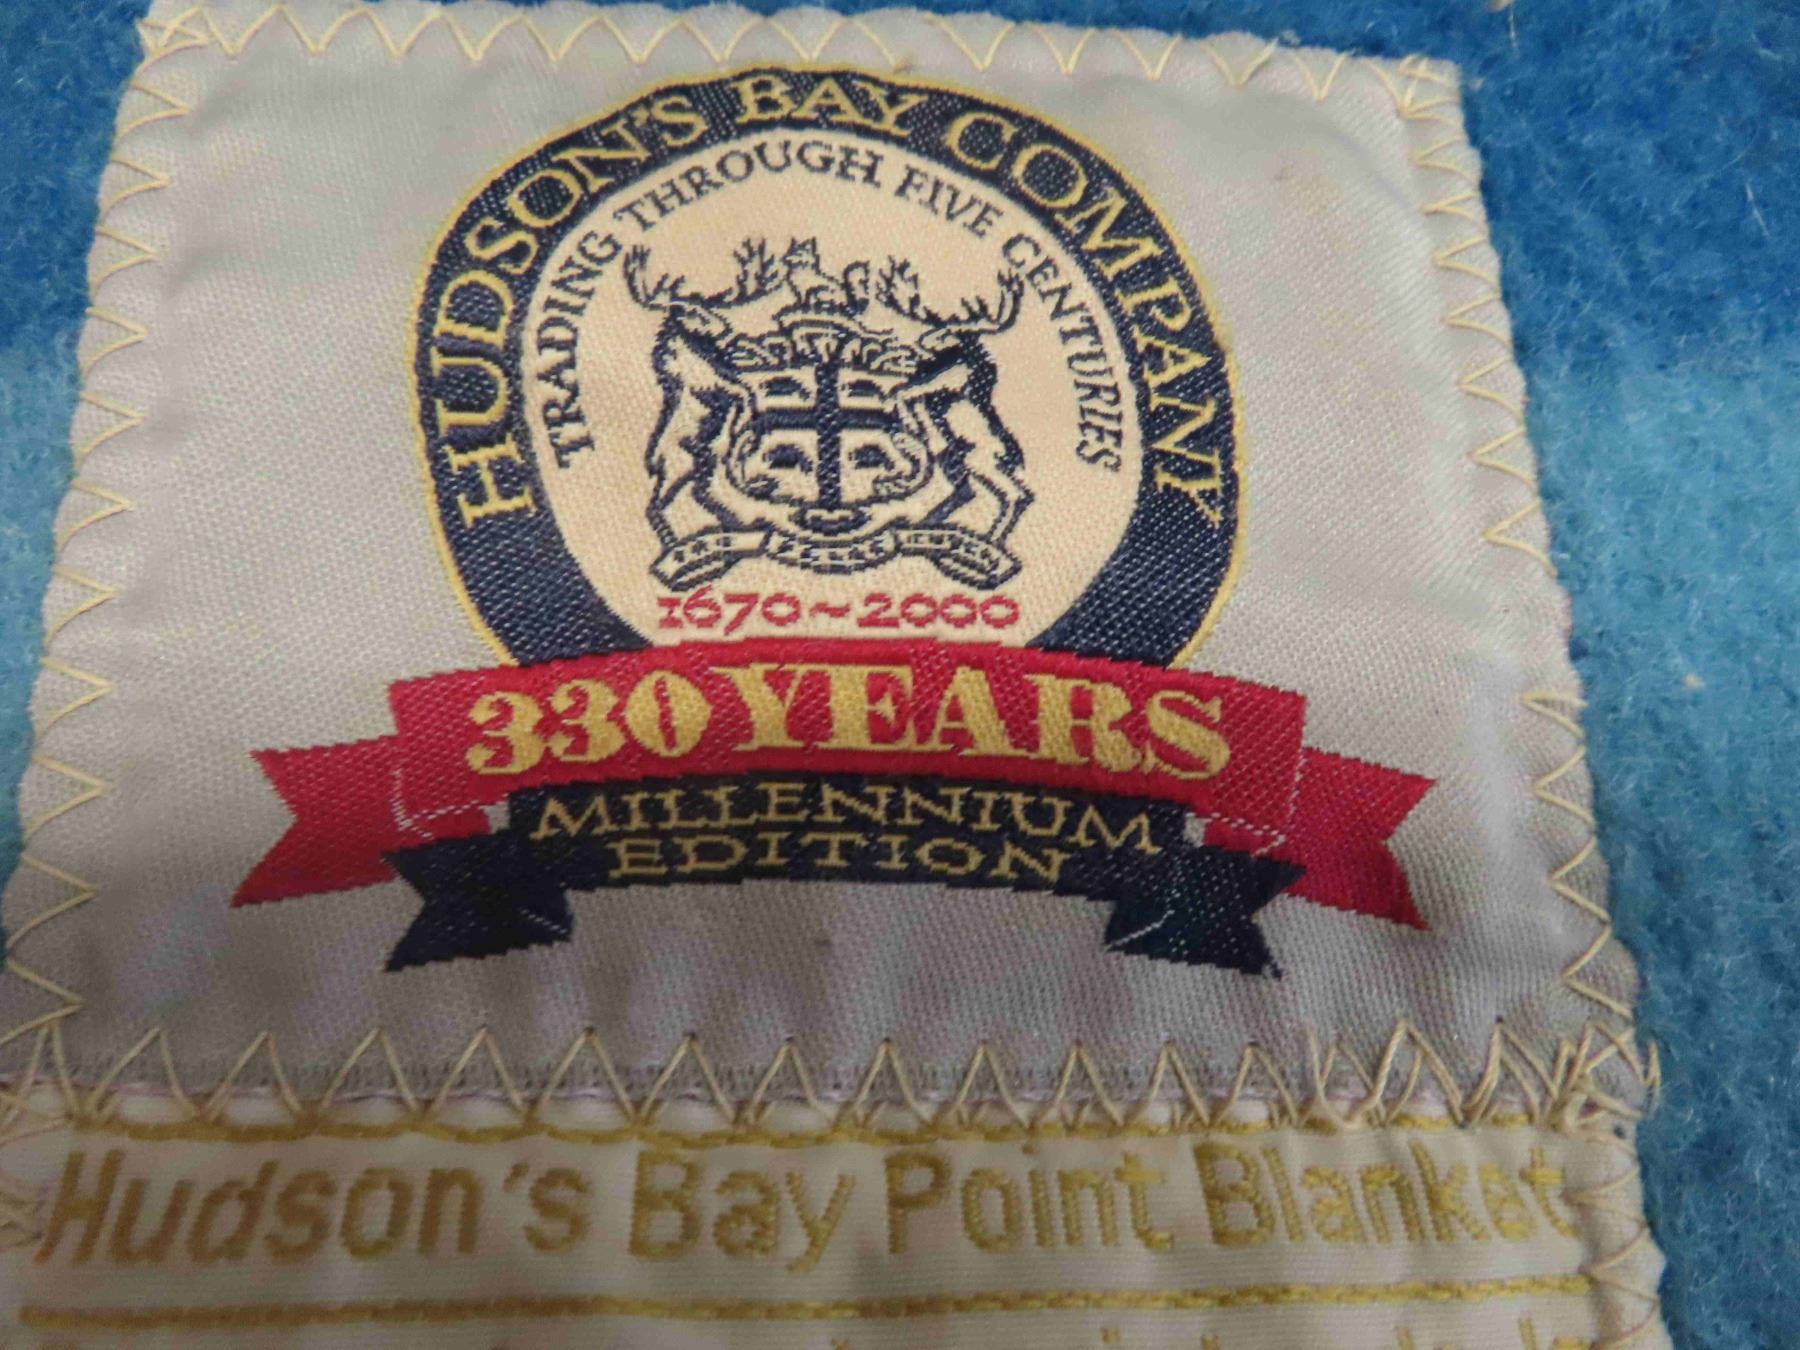 HUDSON'S BAY COMPANY
TRADING THROUGH FIVE CENTURIES
1670~2000
330 YEARS
MILLENNIUM
EDITION
Hudson's Bay Point Blanket